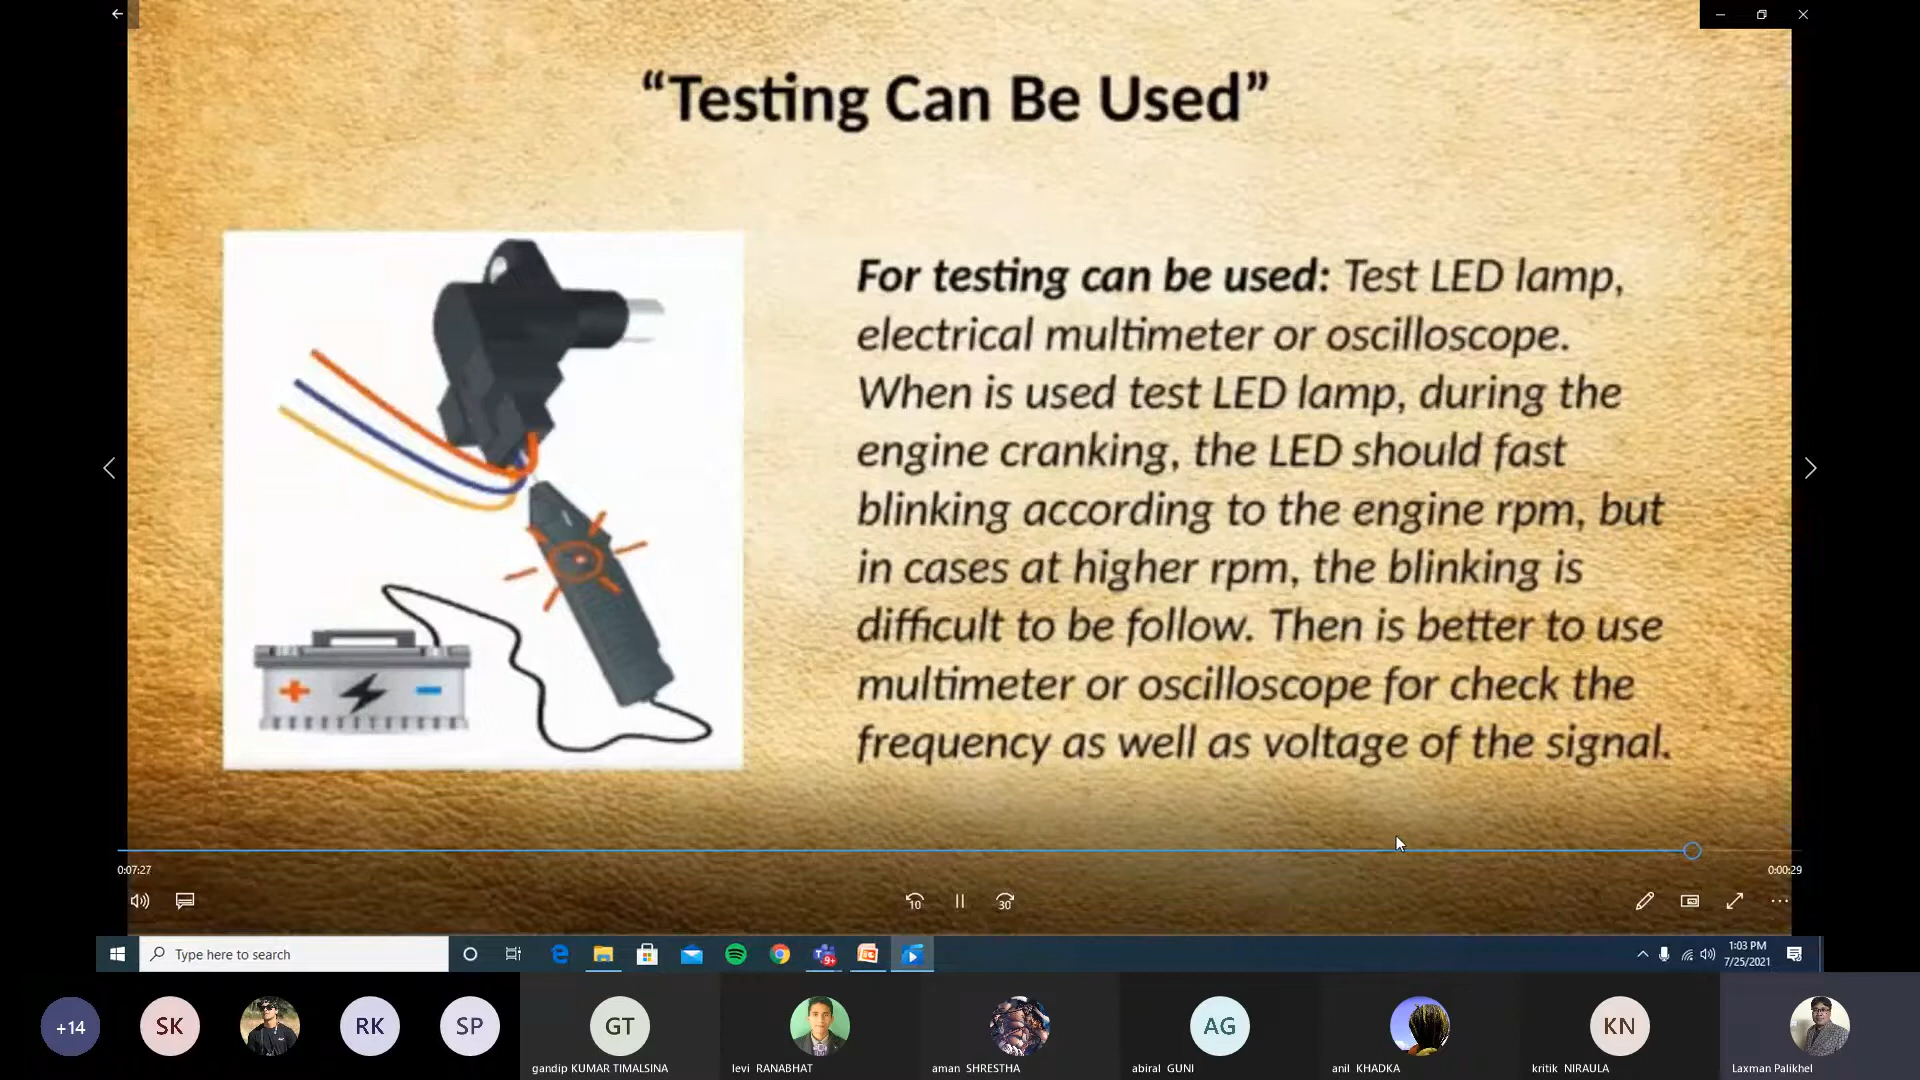 “Testing Can Be Used”
For testing can be used: Test LED lamp,
electrical multimeter or oscilloscope.
When is used test LED lamp, during the
engine cranking, the LED should fast
blinking according to the engine rpm, but
in cases at higher rpm, the blinking is
difficult to be follow. Then is better to use
multimeter or oscilloscope for check the
frequency as well as voltage of the signal.
0:07:27
0:00:29
10
30
Type here to search
9+
1:03 PM
7/25/2021
+14
SK
RK
SP
GT
AG
KN
gandip KUMAR TIMALSINA
levi RANABHAT
aman SHRESTHA
abiral GUNI
anil KHADKA
kritik NIRAULA
Laxman Palikhel